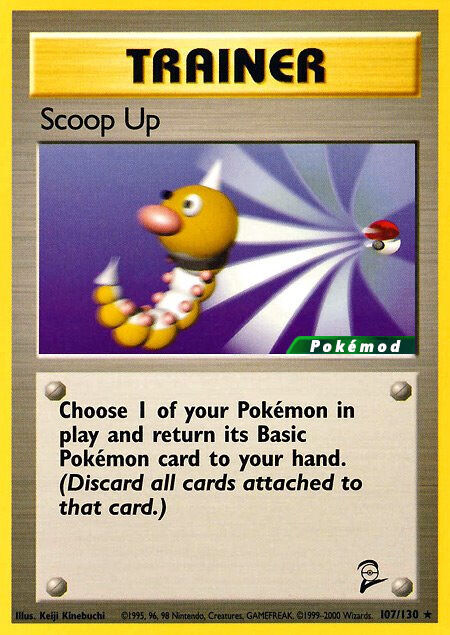 TRAINER
Scoop Up
Pokémod
Choose 1 of your Pokémon in
play and return its Basic
Pokémon card to your hand.
(Discard all cards attached to
that card.)
Illus. Keiji Kinebuchi ©1995, 96, 98 Nintendo, Creatures, GAMEFREAK. ©1999-2000 Wizards. 107/130 ★